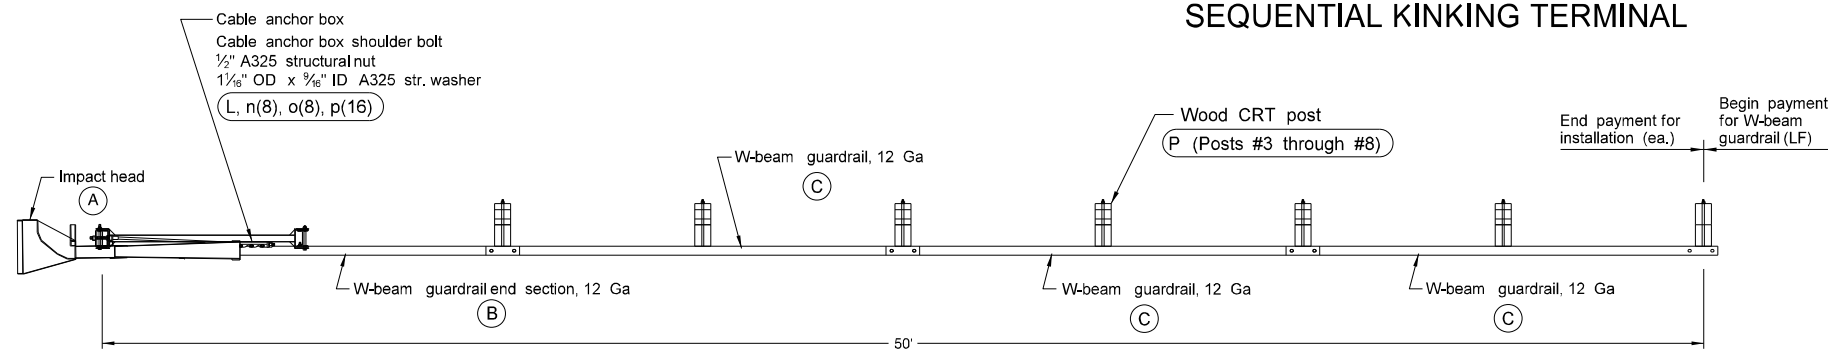 SEQUENTIAL KINKING TERMINAL
Cable anchor box
Cable anchor box shoulder bolt
½" A325 structural nut
1 1⁄16" OD x 9⁄16" ID A325 str. washer
L, n(8), o(8), p(16)
Impact head
A
W-beam guardrail, 12 Ga
C
Wood CRT post
P (Posts #3 through #8)
End payment for
installation (ea.)
Begin payment
for W-beam
guardrail (LF)
W-beam guardrail end section, 12 Ga
B
W-beam guardrail, 12 Ga
C
W-beam guardrail, 12 Ga
C
50'